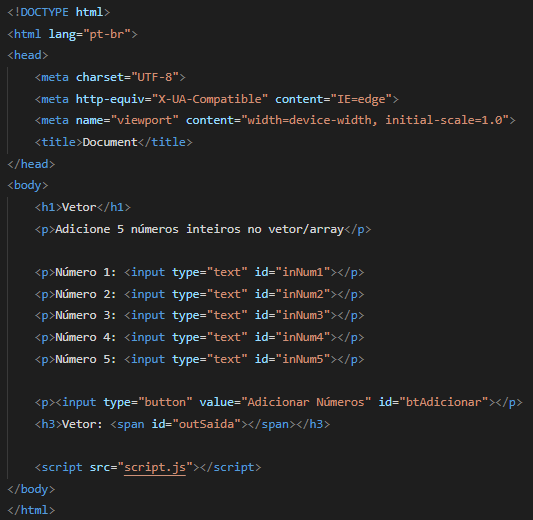 <!DOCTYPE html>
<html lang="pt-br">
<head>
    <meta charset="UTF-8">
    <meta http-equiv="X-UA-Compatible" content="IE=edge">
    <meta name="viewport" content="width=device-width, initial-scale=1.0">
    <title>Document</title>
</head>
<body>
    <h1>Vetor</h1>
    <p>Adicione 5 números inteiros no vetor/array</p>

    <p>Número 1: <input type="text" id="inNum1"></p>
    <p>Número 2: <input type="text" id="inNum2"></p>
    <p>Número 3: <input type="text" id="inNum3"></p>
    <p>Número 4: <input type="text" id="inNum4"></p>
    <p>Número 5: <input type="text" id="inNum5"></p>

    <p><input type="button" value="Adicionar Números" id="btAdicionar"></p>
    <h3>Vetor: <span id="outSaida"></span></h3>

    <script src="script.js"></script>
</body>
</html>